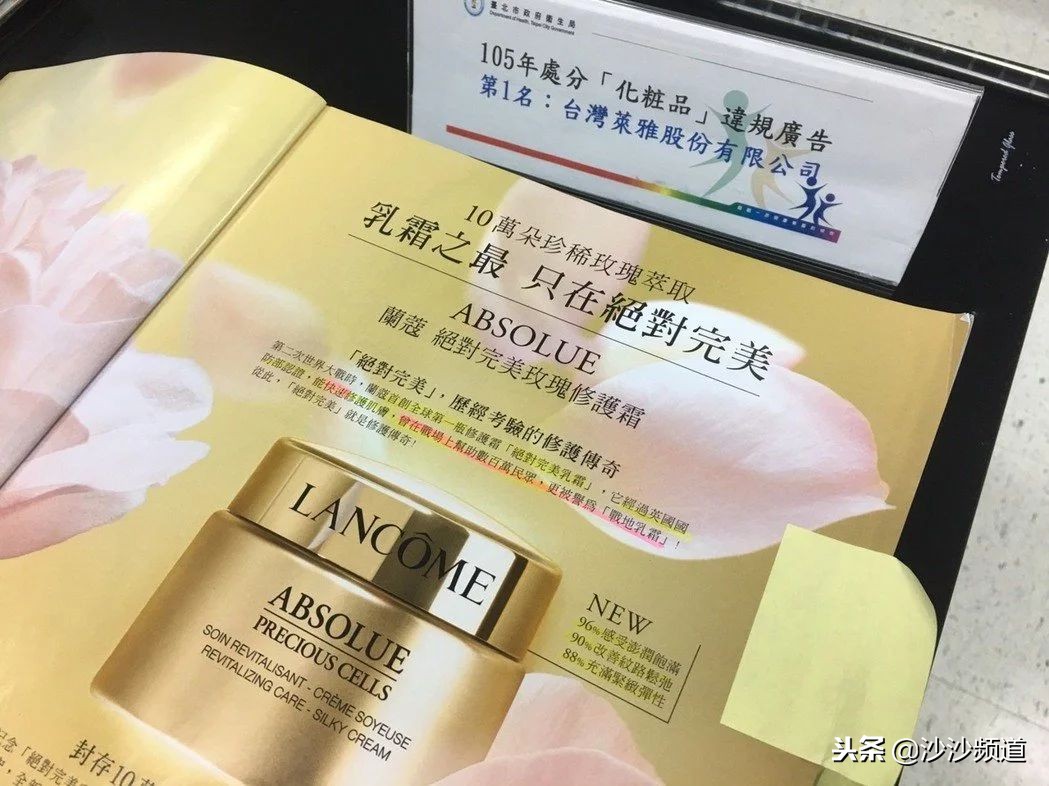 臺北市政府衛生局
Department of Health, Taipei City Government
105年處分「化粧品」違規廣告
第1名：台灣萊雅股份有限公司
Tempered Glass
10萬朵珍稀玫瑰萃取
乳霜之最 只在絕對完美
ABSOLUE
蘭蔻 絕對完美玫瑰修護霜
「絕對完美」，歷經考驗的修護傳奇
第二次世界大戰時，蘭蔻首創全球第一瓶修護霜「絕對完美乳霜」，它經過英國國
防部認證，能快速修護肌膚，曾在戰場上幫助數百萬民眾，更被譽為「戰地乳霜」！
從此，「絕對完美」就是修護傳奇！
LANCÔME
ABSOLUE
PRECIOUS CELLS
SOIN REVITALISANT - CRÈME SOYEUSE
REVITALIZING CARE - SILKY CREAM
NEW
96%感受澎潤飽滿
90%改善紋路鬆弛
88%充滿緊緻彈性
封存10萬
念「絕對完美
头条 @沙沙频道